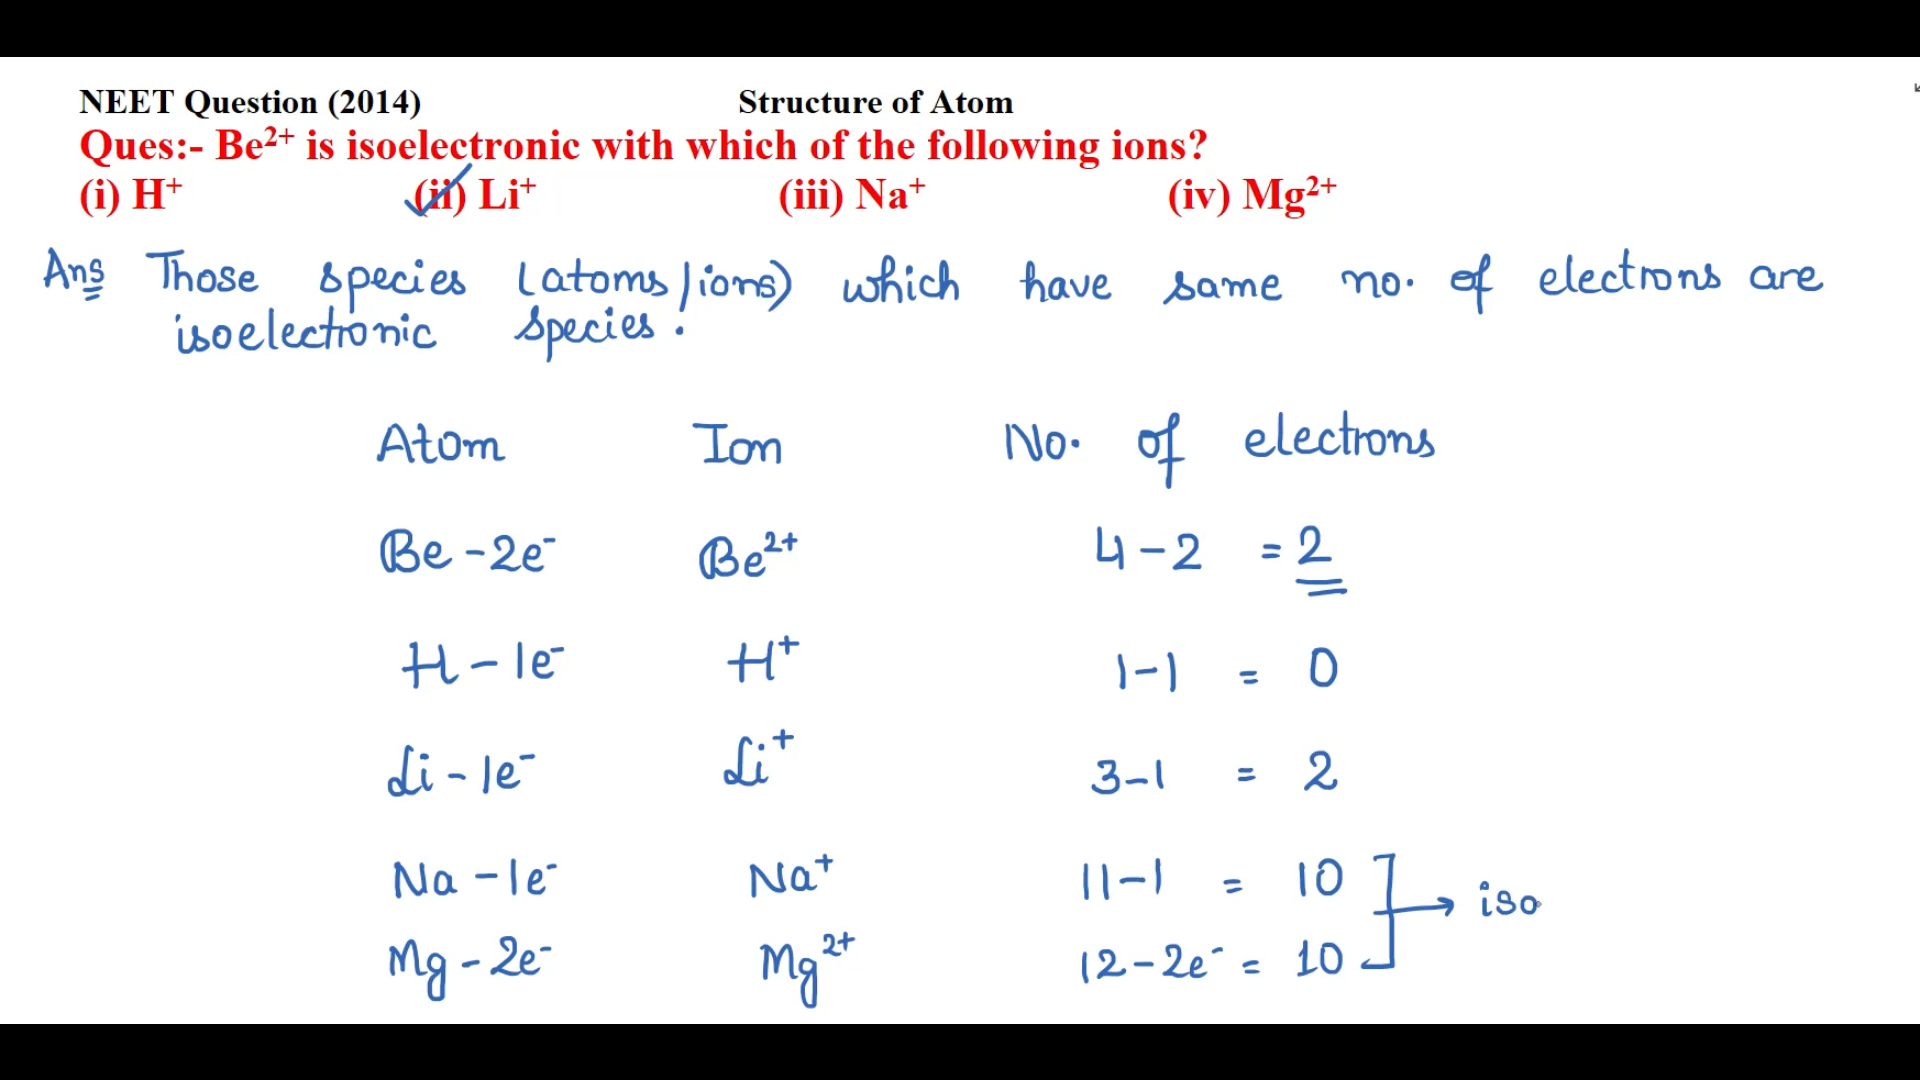 NEET Question (2014) Structure of Atom
Ques:- Be²⁺ is isoelectronic with which of the following ions?
(i) H⁺ (ii) Li⁺ (iii) Na⁺ (iv) Mg²⁺
Ans Those species (atoms/ions) which have same no. of electrons are
isoelectronic species.
Atom Ion No. of electrons
Be - 2e⁻ Be²⁺ 4 - 2 = 2
H - 1e⁻ H⁺ 1 - 1 = 0
Li - 1e⁻ Li⁺ 3 - 1 = 2
Na - 1e⁻ Na⁺ 11 - 1 = 10 → iso
Mg - 2e⁻ Mg²⁺ 12 - 2e⁻ = 10